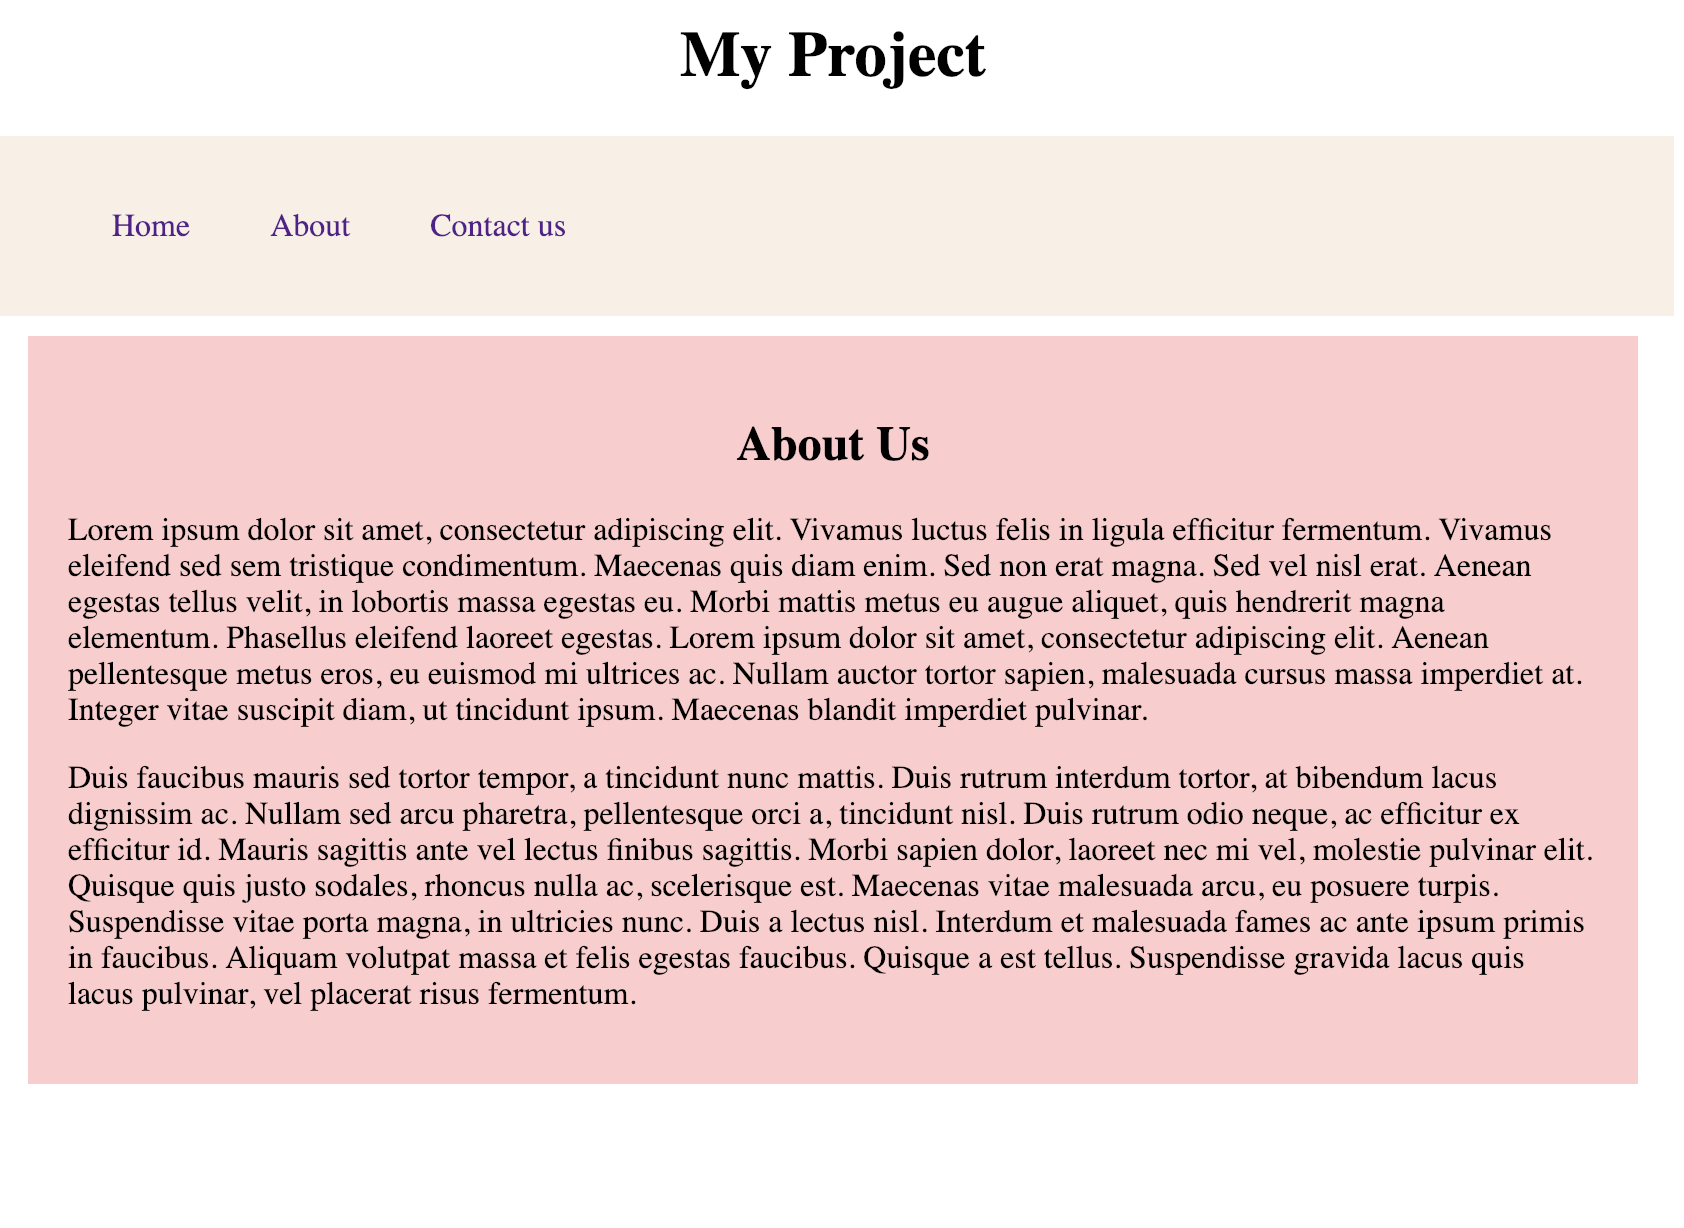 My Project
Home About Contact us
About Us
Lorem ipsum dolor sit amet, consectetur adipiscing elit. Vivamus luctus felis in ligula efficitur fermentum. Vivamus
eleifend sed sem tristique condimentum. Maecenas quis diam enim. Sed non erat magna. Sed vel nisl erat. Aenean
egestas tellus velit, in lobortis massa egestas eu. Morbi mattis metus eu augue aliquet, quis hendrerit magna
elementum. Phasellus eleifend laoreet egestas. Lorem ipsum dolor sit amet, consectetur adipiscing elit. Aenean
pellentesque metus eros, eu euismod mi ultrices ac. Nullam auctor tortor sapien, malesuada cursus massa imperdiet at.
Integer vitae suscipit diam, ut tincidunt ipsum. Maecenas blandit imperdiet pulvinar.
Duis faucibus mauris sed tortor tempor, a tincidunt nunc mattis. Duis rutrum interdum tortor, at bibendum lacus
dignissim ac. Nullam sed arcu pharetra, pellentesque orci a, tincidunt nisl. Duis rutrum odio neque, ac efficitur ex
efficitur id. Mauris sagittis ante vel lectus finibus sagittis. Morbi sapien dolor, laoreet nec mi vel, molestie pulvinar elit.
Quisque quis justo sodales, rhoncus nulla ac, scelerisque est. Maecenas vitae malesuada arcu, eu posuere turpis.
Suspendisse vitae porta magna, in ultricies nunc. Duis a lectus nisl. Interdum et malesuada fames ac ante ipsum primis
in faucibus. Aliquam volutpat massa et felis egestas faucibus. Quisque a est tellus. Suspendisse gravida lacus quis
lacus pulvinar, vel placerat risus fermentum.